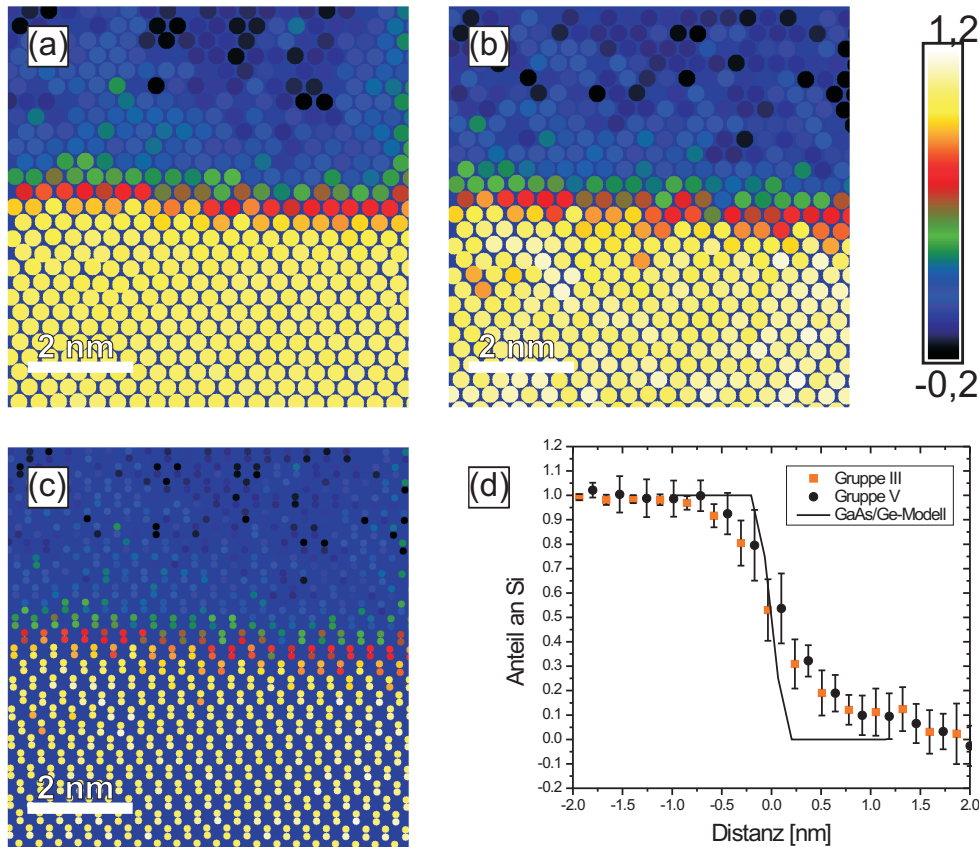 (a)
2 nm
(b)
2 nm
1,2
-0,2
(c)
2 nm
(d)
Anteil an Si
1.2
1.1
1.0
0.9
0.8
0.7
0.6
0.5
0.4
0.3
0.2
0.1
0.0
-0.1
-0.2
Gruppe III
Gruppe V
GaAs/Ge-Modell
-2.0 -1.5 -1.0 -0.5 0.0 0.5 1.0 1.5 2.0
Distanz [nm]